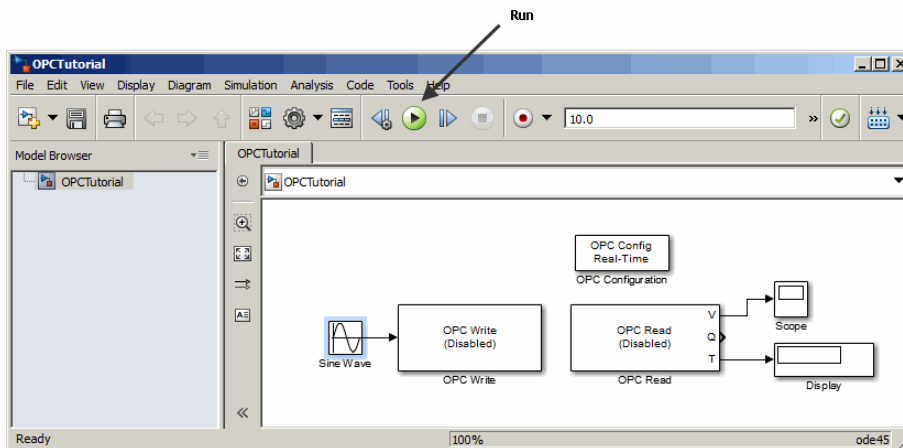 Run
OPCTutorial
File Edit View Display Diagram Simulation Analysis Code Tools Help
10.0
»
Model Browser
OPCTutorial
OPCTutorial
OPCTutorial
OPC Config
Real-Time
OPC Configuration
OPC Write
(Disabled)
OPC Read
(Disabled)
V
Q
T
Scope
Sine Wave
OPC Write
OPC Read
Display
Ready
100%
ode45